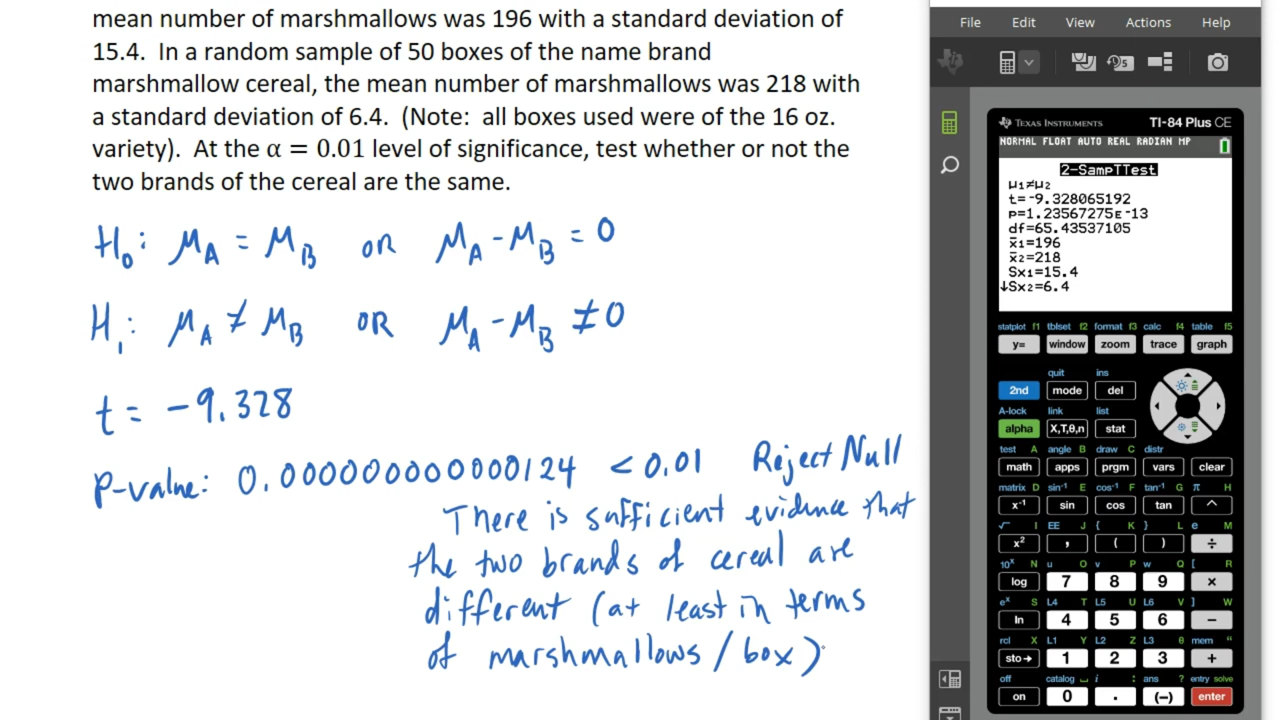 mean number of marshmallows was 196 with a standard deviation of
15.4. In a random sample of 50 boxes of the name brand
marshmallow cereal, the mean number of marshmallows was 218 with
a standard deviation of 6.4. (Note: all boxes used were of the 16 oz.
variety). At the α = 0.01 level of significance, test whether or not the
two brands of the cereal are the same.
H₀: μ_A = μ_B OR μ_A - μ_B = 0
H₁: μ_A ≠ μ_B OR μ_A - μ_B ≠ 0
t = -9.328
p-value: 0.000000000000124 < 0.01 Reject Null
There is sufficient evidence that
the two brands of cereal are
different (at least in terms
of marshmallows / box)
File Edit View Actions Help
TEXAS INSTRUMENTS TI-84 Plus CE
NORMAL FLOAT AUTO REAL RADIAN MP
2-SampTTest
μ1≠μ2
t=-9.328065192
p=1.23567275E-13
df=65.43537105
x̄1=196
x̄2=218
Sx1=15.4
↓Sx2=6.4
statplot f1 tblset f2 format f3 calc f4 table f5
y= window zoom trace graph
quit ins
2nd mode del
A-lock link list
alpha X,T,θ,n stat
test A angle B draw C distr
math apps prgm vars clear
matrix D sin⁻¹ E cos⁻¹ F tan⁻¹ G π H
x⁻¹ sin cos tan ^
√ I EE J { K } L e M
x² , ( ) ÷
10ˣ N u O v P w Q [ R
log 7 8 9 ×
eˣ S L4 T L5 U L6 V ] W
ln 4 5 6 −
rcl X L1 Y L2 Z L3 θ mem "
sto→ 1 2 3 +
off catalog i : ans ? entry solve
on 0 . (−) enter